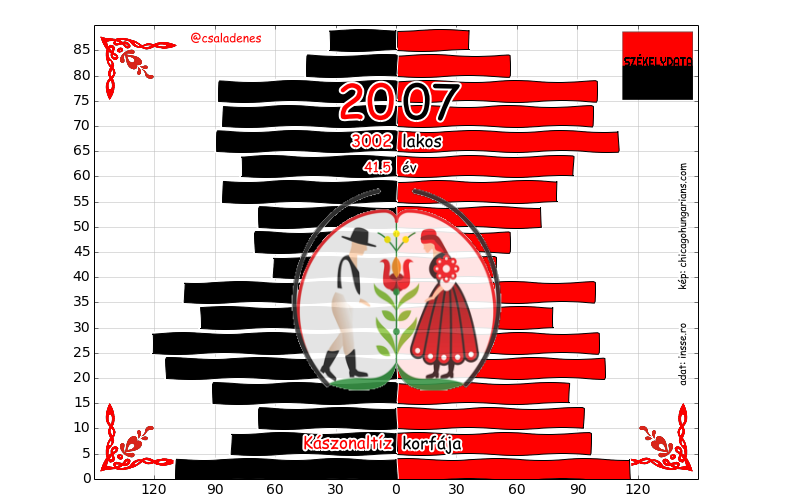 @csaladenes
SZÉKELYDATA
2007
3002 lakos
41.5 év
kép: chicagohungarians.com
adat: insse.ro
Kászonaltíz korfája
85
80
75
70
65
60
55
50
45
40
35
30
25
20
15
10
5
0
120 90 60 30 0 30 60 90 120